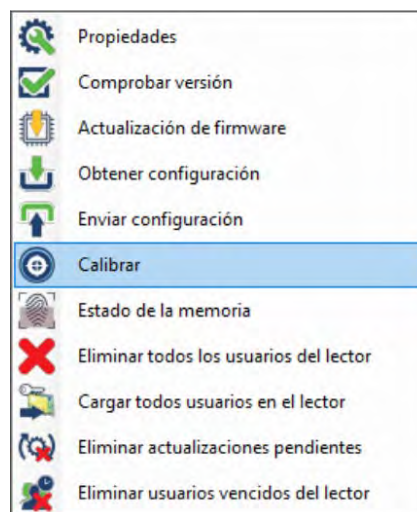 Propiedades
Comprobar versión
Actualización de firmware
Obtener configuración
Enviar configuración
Calibrar
Estado de la memoria
Eliminar todos los usuarios del lector
Cargar todos usuarios en el lector
Eliminar actualizaciones pendientes
Eliminar usuarios vencidos del lector